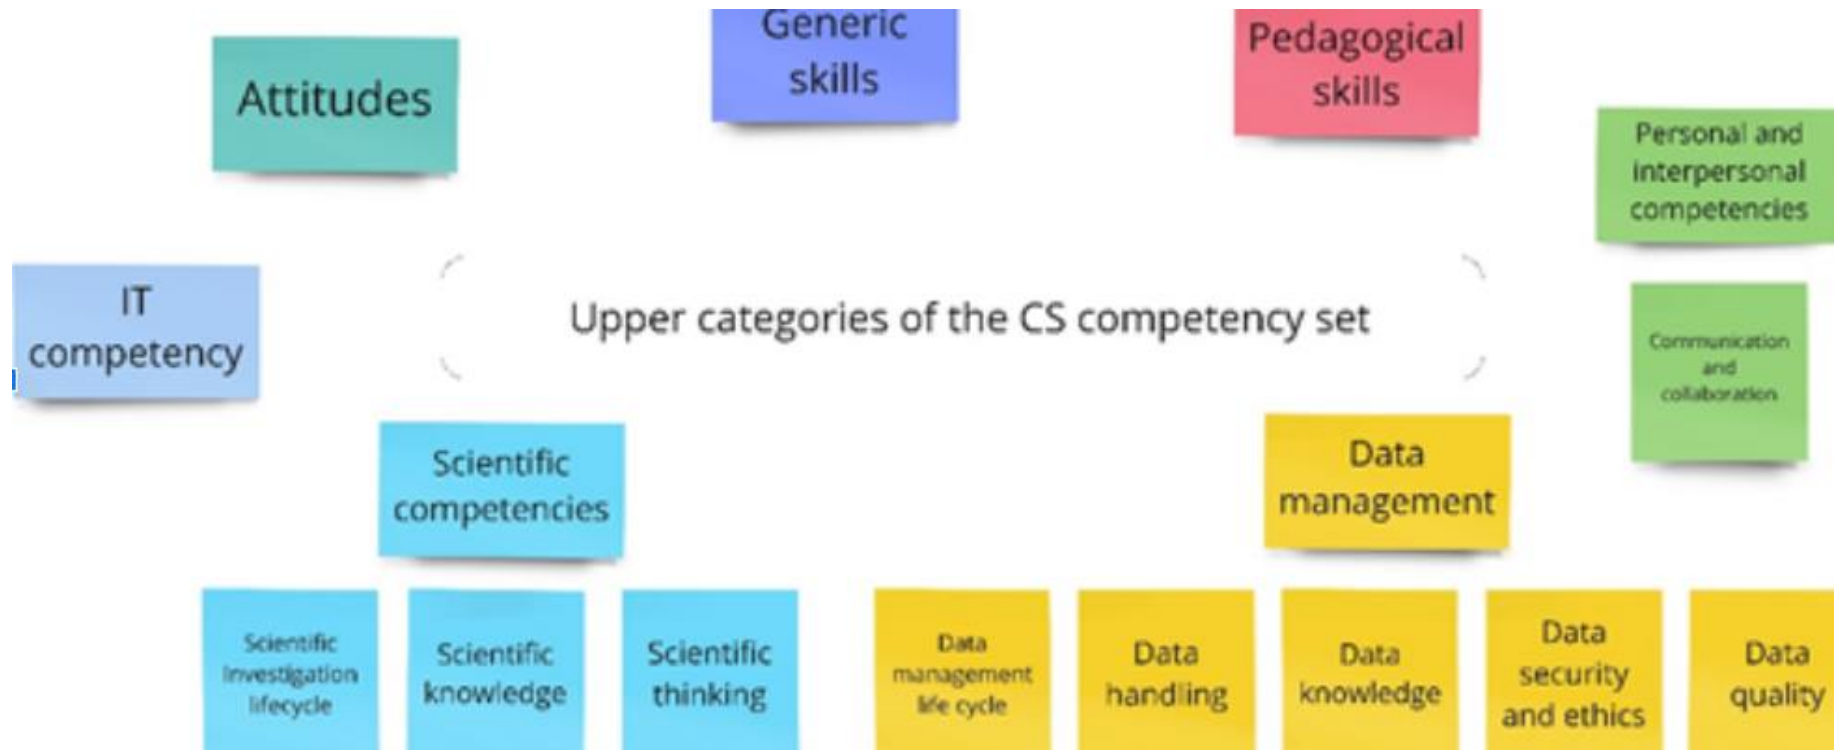 Generic
skills
Pedagogical
skills
Attitudes
Personal and
interpersonal
competencies
IT
competency
Upper categories of the CS competency set
Communication
and
collaboration
Scientific
competencies
Data
management
Scientific
investigation
lifecycle
Scientific
knowledge
Scientific
thinking
Data
management
life cycle
Data
handling
Data
knowledge
Data
security
and ethics
Data
quality